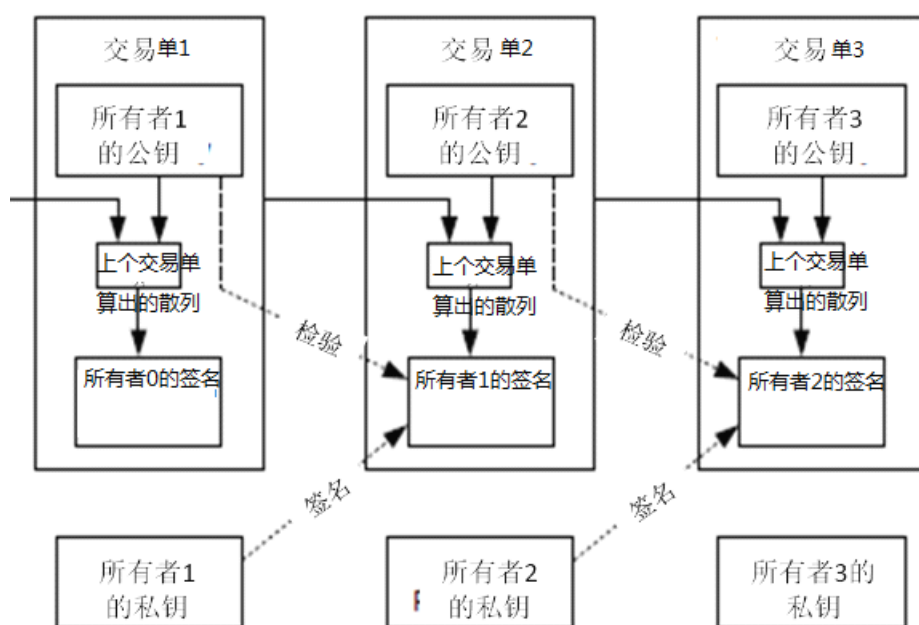 交易单1
交易单2
交易单3
所有者1
的公钥
所有者2
的公钥
所有者3
的公钥
上个交易单
算出的散列
上个交易单
算出的散列
上个交易单
算出的散列
检验
检验
所有者0的签名
所有者1的签名
所有者2的签名
签名
签名
所有者1
的私钥
所有者2
的私钥
所有者3的
私钥